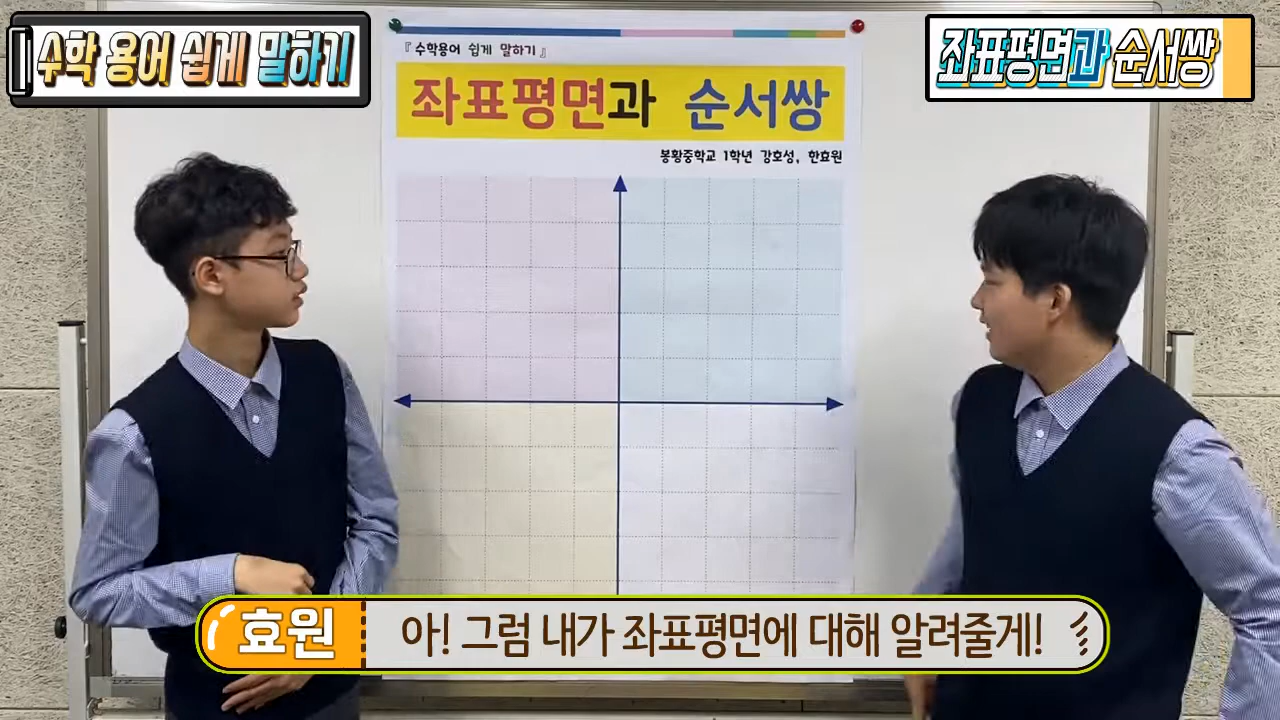 수학 용어 쉽게 말하기
좌표평면과 순서쌍
『수학용어 쉽게 말하기』
좌표평면과 순서쌍
봉황중학교 1학년 강호성, 한효원
효원 아! 그럼 내가 좌표평면에 대해 알려줄게!